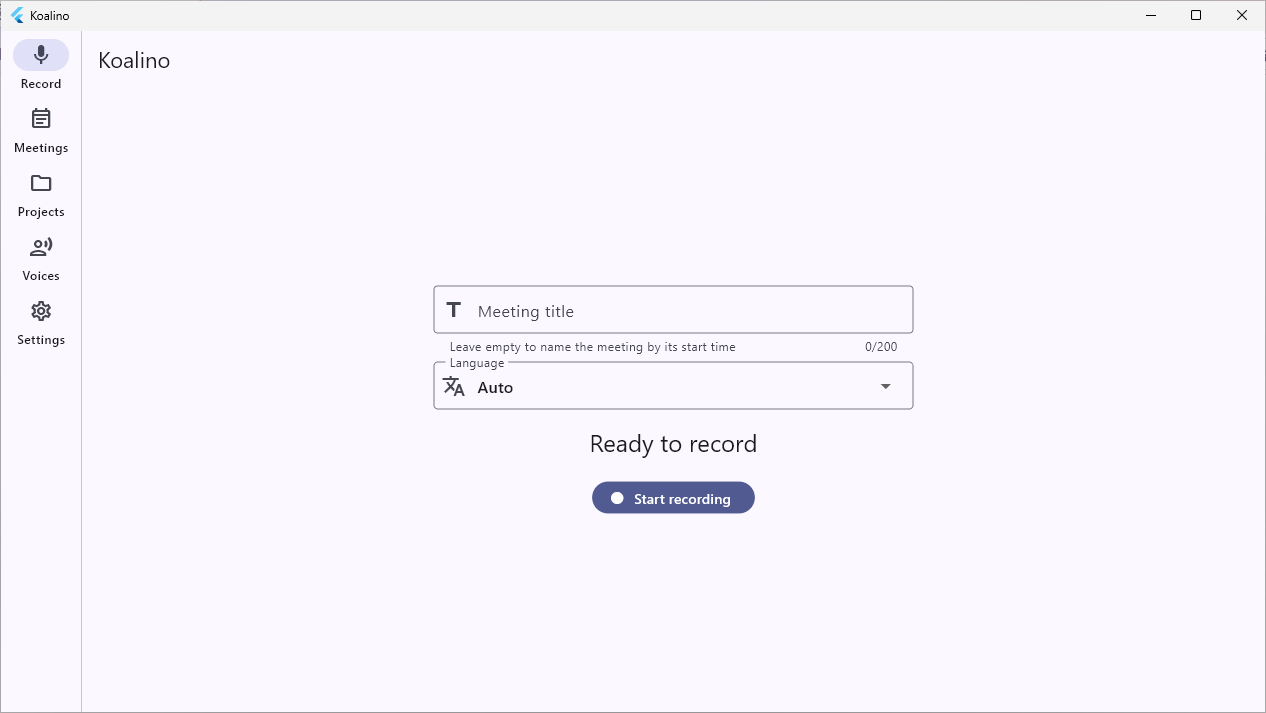 Koalino
Record
Meetings
Projects
Voices
Settings
Koalino
Meeting title
Leave empty to name the meeting by its start time 0/200
Language
Auto
Ready to record
Start recording